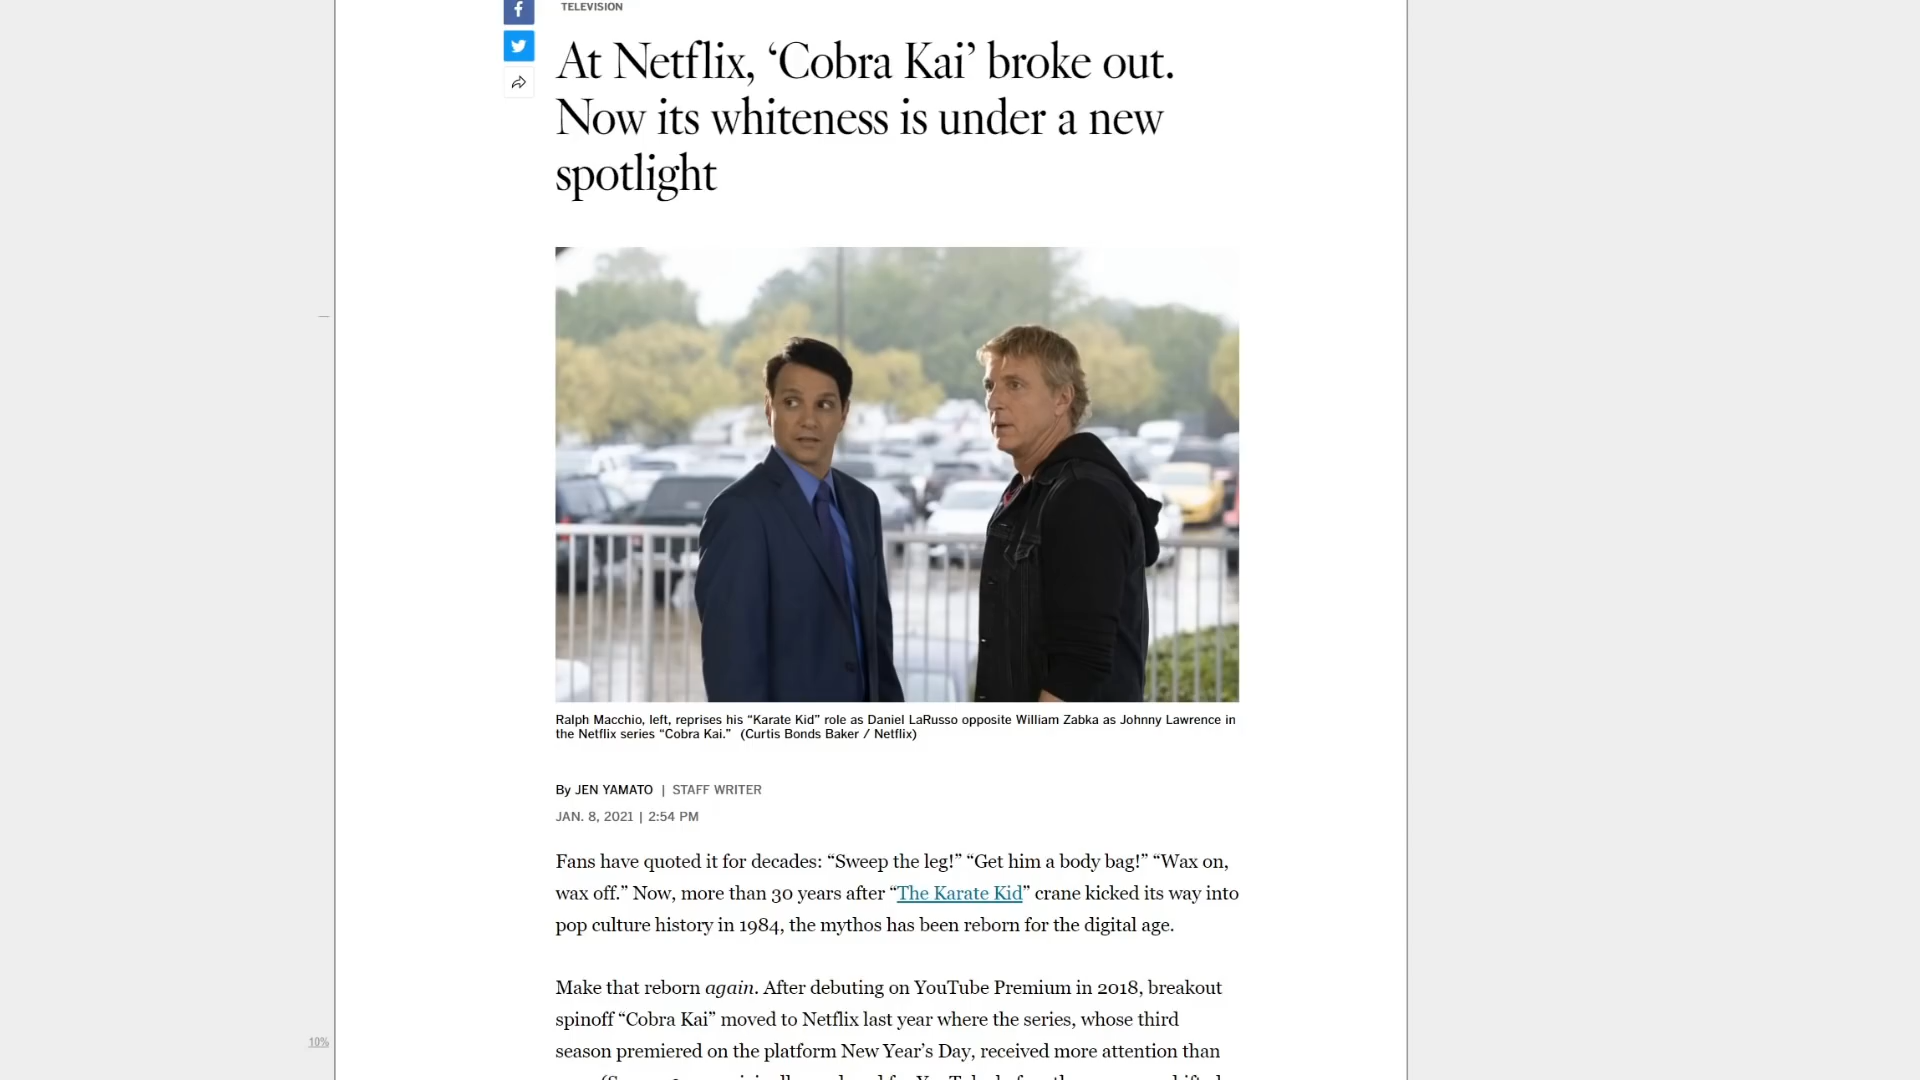 TELEVISION
At Netflix, ‘Cobra Kai’ broke out.
Now its whiteness is under a new
spotlight
Ralph Macchio, left, reprises his “Karate Kid” role as Daniel LaRusso opposite William Zabka as Johnny Lawrence in
the Netflix series “Cobra Kai.” (Curtis Bonds Baker / Netflix)
By JEN YAMATO | STAFF WRITER
JAN. 8, 2021 | 2:54 PM
Fans have quoted it for decades: “Sweep the leg!” “Get him a body bag!” “Wax on,
wax off.” Now, more than 30 years after “The Karate Kid” crane kicked its way into
pop culture history in 1984, the mythos has been reborn for the digital age.
Make that reborn again. After debuting on YouTube Premium in 2018, breakout
spinoff “Cobra Kai” moved to Netflix last year where the series, whose third
10%
season premiered on the platform New Year’s Day, received more attention than